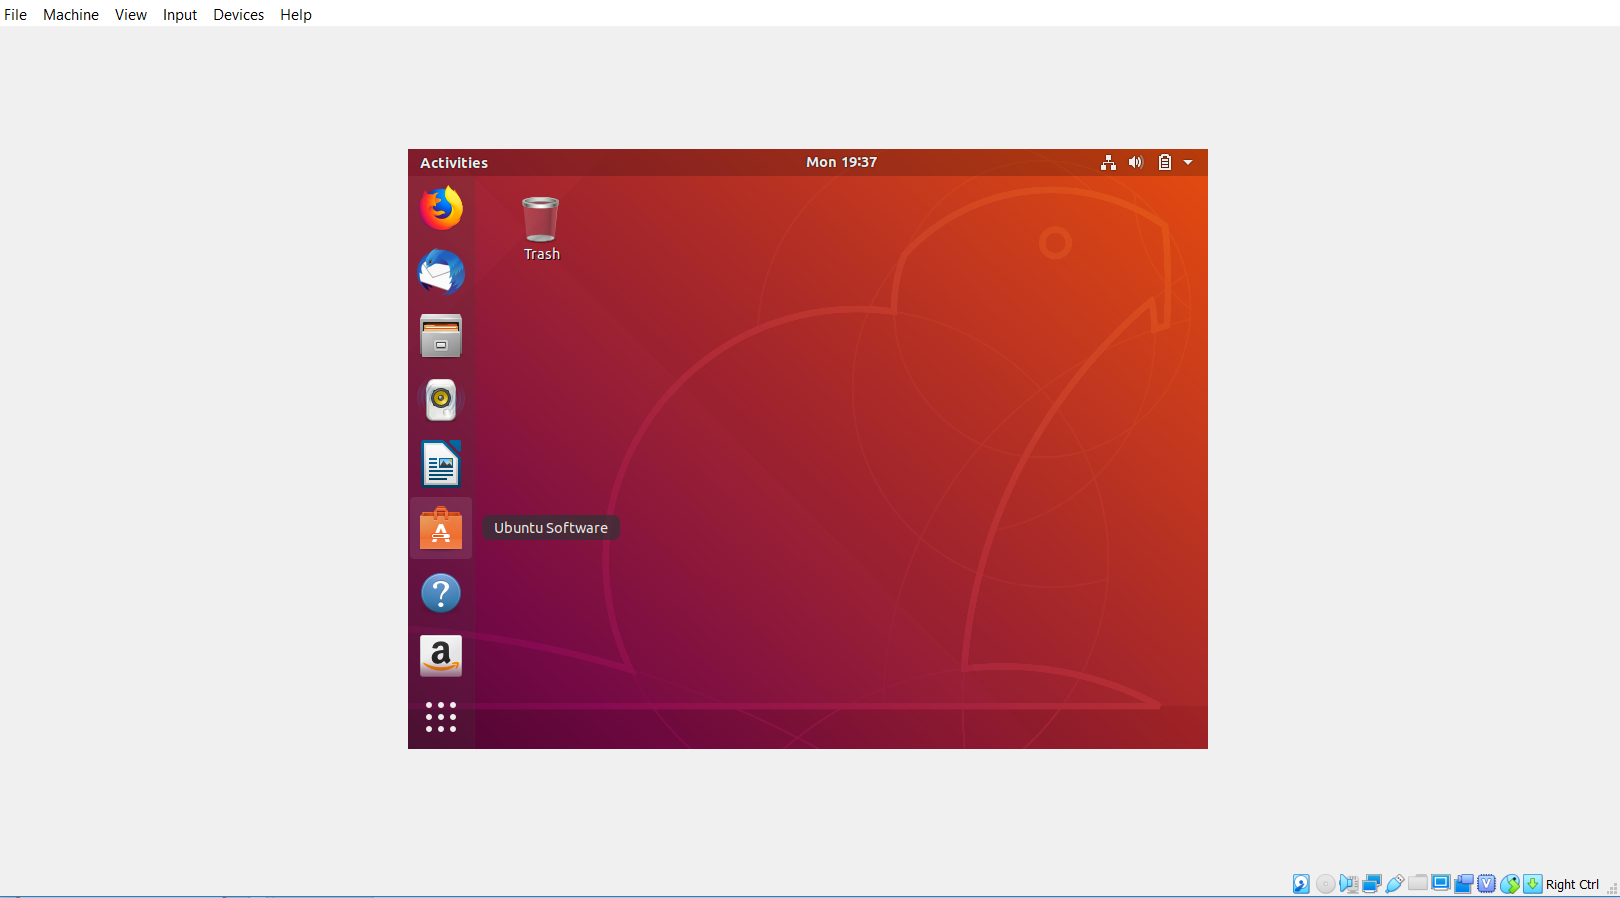 File Machine View Input Devices Help
Activities Mon 19:37
Trash
Ubuntu Software
Right Ctrl